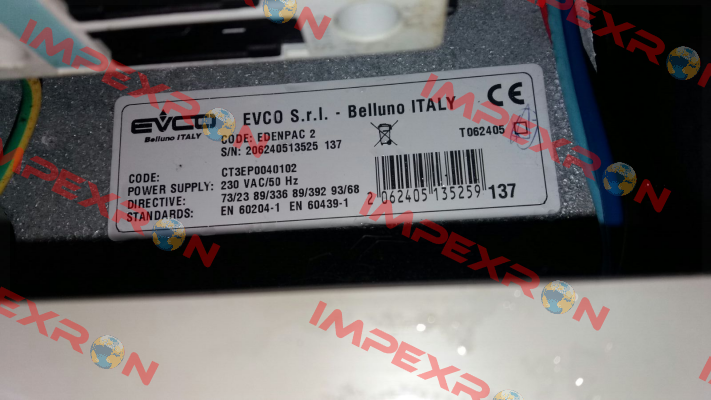 IMPEXRON
EVCO
Belluno ITALY
EVCO S.r.l. - Belluno ITALY
CE
CODE: EDENPAC 2
S/N: 206240513525 137
T062405
CODE: CT3EP0040102
POWER SUPPLY: 230 VAC/50 Hz
DIRECTIVE: 73/23 89/336 89/392 93/68
STANDARDS: EN 60204-1 EN 60439-1
2 062405 135259 137
IMPEXRON
IMPEXRON
IMPEXRON
IMPEXRON
IMPEXRON